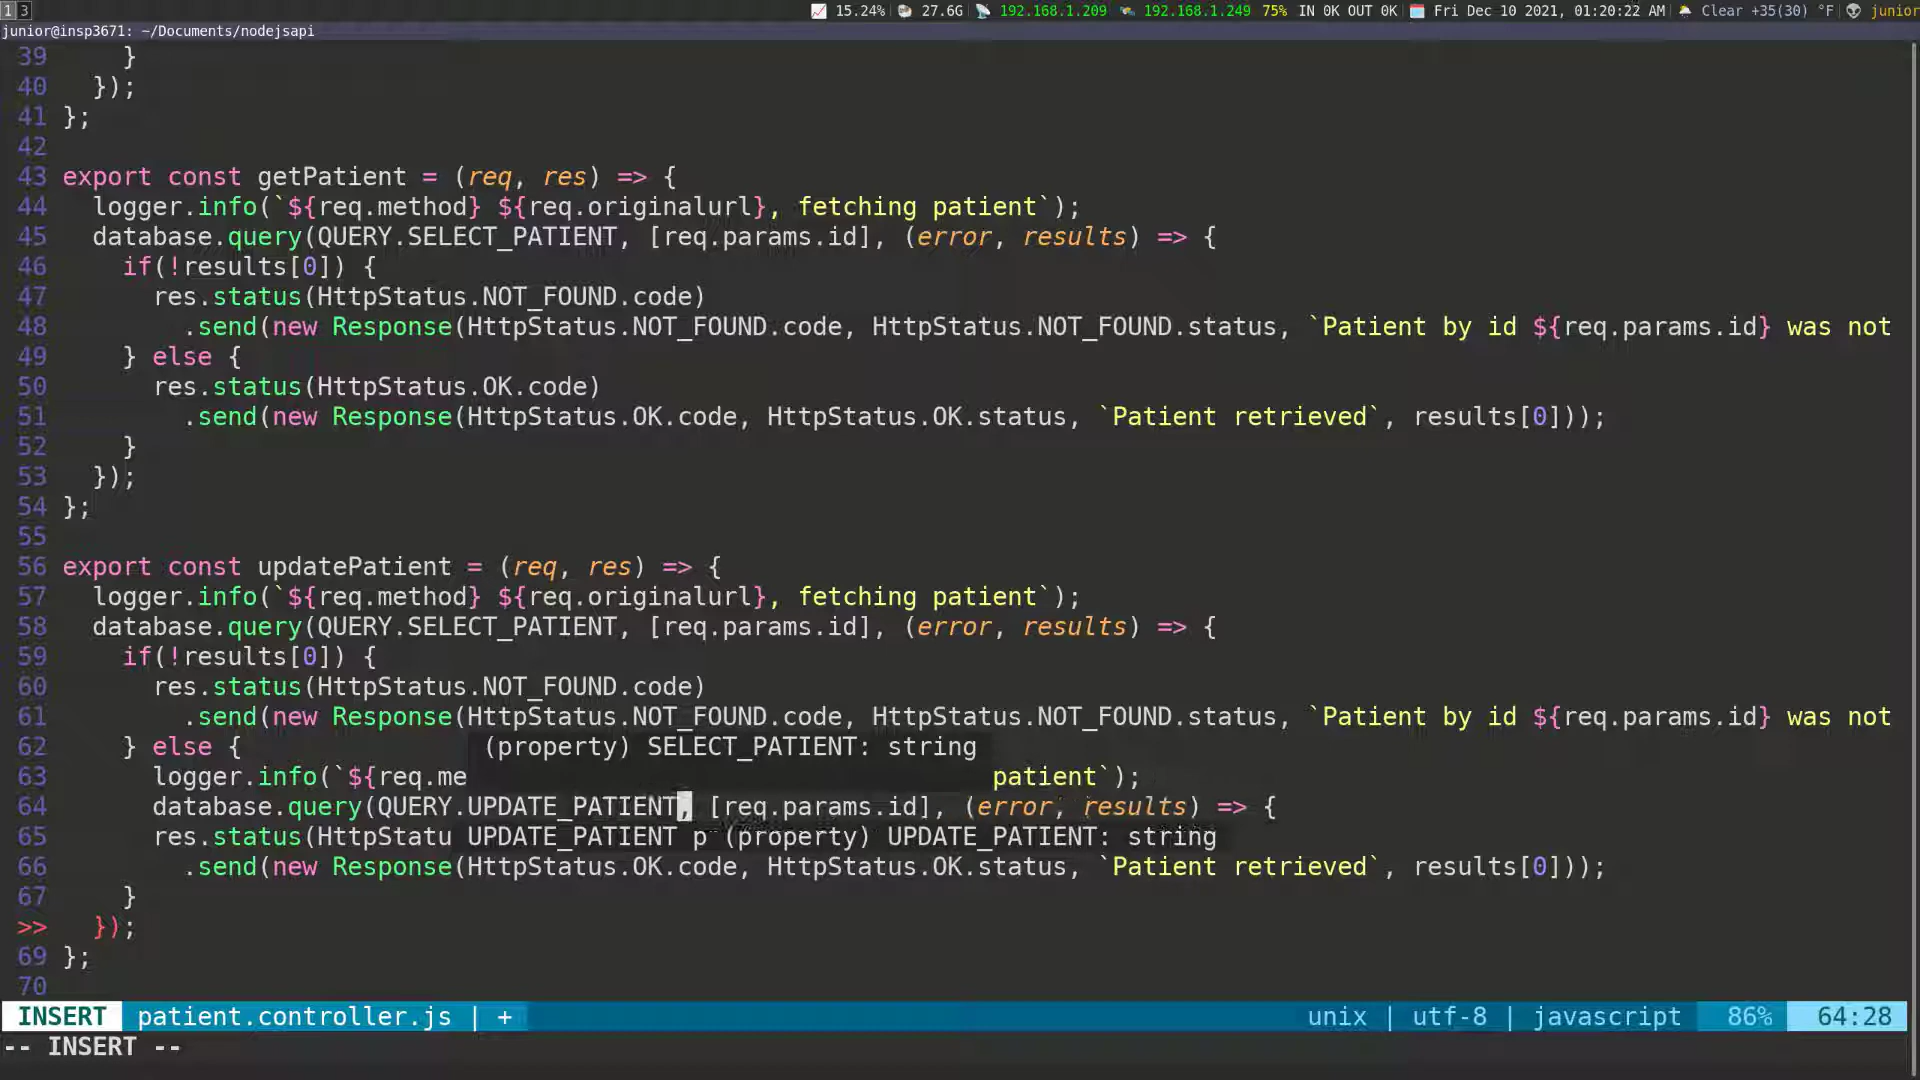 1 3 15.24% 27.6G 192.168.1.209 192.168.1.249 75% IN 0K OUT 0K Fri Dec 10 2021, 01:20:22 AM Clear +35(30) °F junior
junior@insp3671: ~/Documents/nodejsapi
39 }
40 });
41 };
42
43 export const getPatient = (req, res) => {
44 logger.info(`${req.method} ${req.originalurl}, fetching patient`);
45 database.query(QUERY.SELECT_PATIENT, [req.params.id], (error, results) => {
46 if(!results[0]) {
47 res.status(HttpStatus.NOT_FOUND.code)
48 .send(new Response(HttpStatus.NOT_FOUND.code, HttpStatus.NOT_FOUND.status, `Patient by id ${req.params.id} was not
49 } else {
50 res.status(HttpStatus.OK.code)
51 .send(new Response(HttpStatus.OK.code, HttpStatus.OK.status, `Patient retrieved`, results[0]));
52 }
53 });
54 };
55
56 export const updatePatient = (req, res) => {
57 logger.info(`${req.method} ${req.originalurl}, fetching patient`);
58 database.query(QUERY.SELECT_PATIENT, [req.params.id], (error, results) => {
59 if(!results[0]) {
60 res.status(HttpStatus.NOT_FOUND.code)
61 .send(new Response(HttpStatus.NOT_FOUND.code, HttpStatus.NOT_FOUND.status, `Patient by id ${req.params.id} was not
62 } else { (property) SELECT_PATIENT: string
63 logger.info(`${req.me patient`);
64 database.query(QUERY.UPDATE_PATIENT, [req.params.id], (error, results) => {
65 res.status(HttpStatu UPDATE_PATIENT p (property) UPDATE_PATIENT: string
66 .send(new Response(HttpStatus.OK.code, HttpStatus.OK.status, `Patient retrieved`, results[0]));
67 }
>> });
69 };
70
INSERT patient.controller.js | + unix | utf-8 | javascript 86% 64:28
-- INSERT --